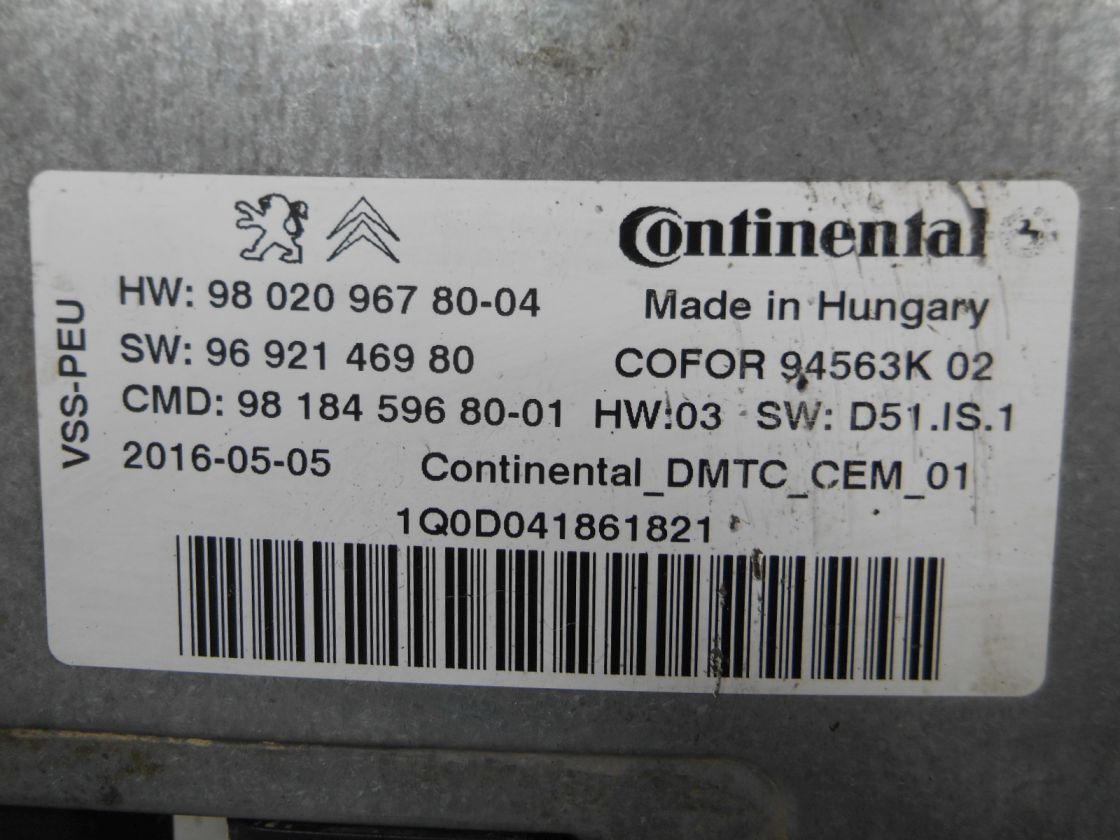 Continental
HW: 98 020 967 80-04
Made in Hungary
SW: 96 921 469 80
COFOR 94563K 02
CMD: 98 184 596 80-01 HW:03 SW: D51.IS.1
2016-05-05 Continental_DMTC_CEM_01
1Q0D041861821
VSS-PEU